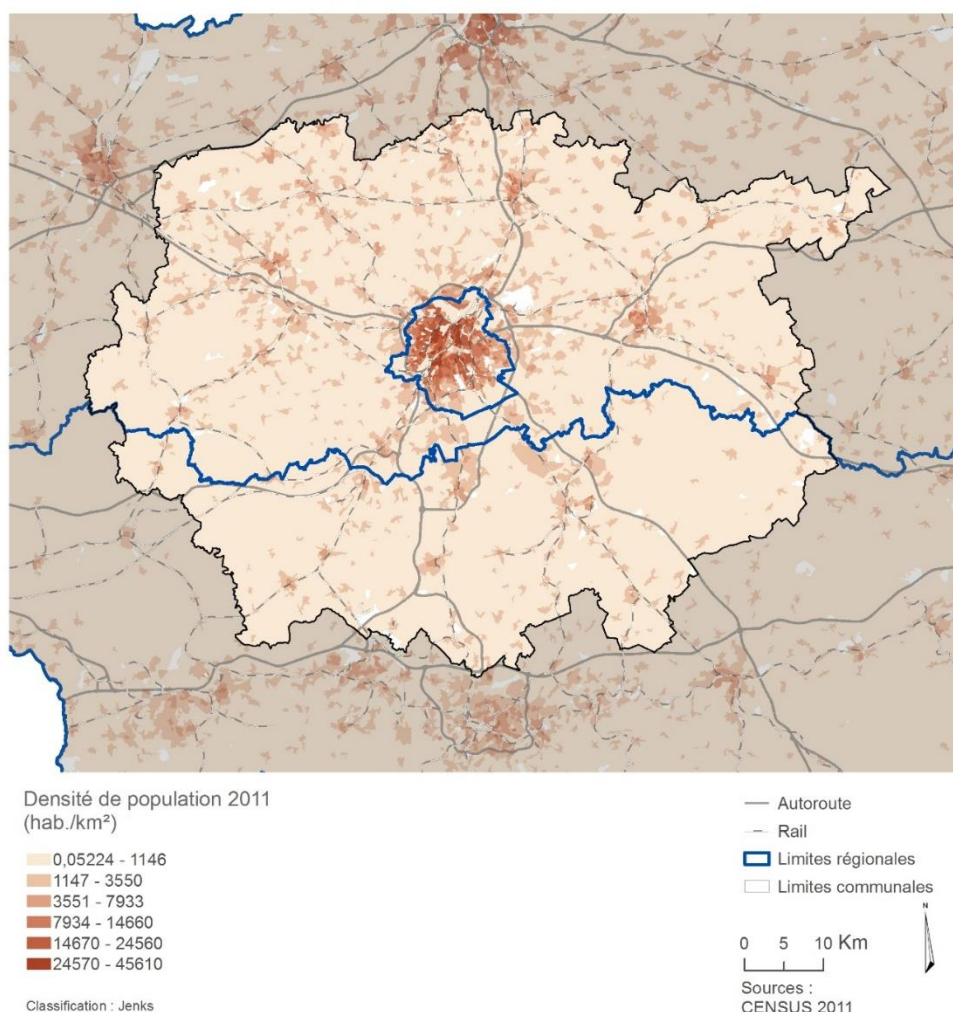 Densité de population 2011
(hab./km²)
0,05224 - 1146
1147 - 3550
3551 - 7933
7934 - 14660
14670 - 24560
24570 - 45610
Classification : Jenks
Autoroute
Rail
Limites régionales
Limites communales
N
0 5 10 Km
Sources :
CENSUS 2011